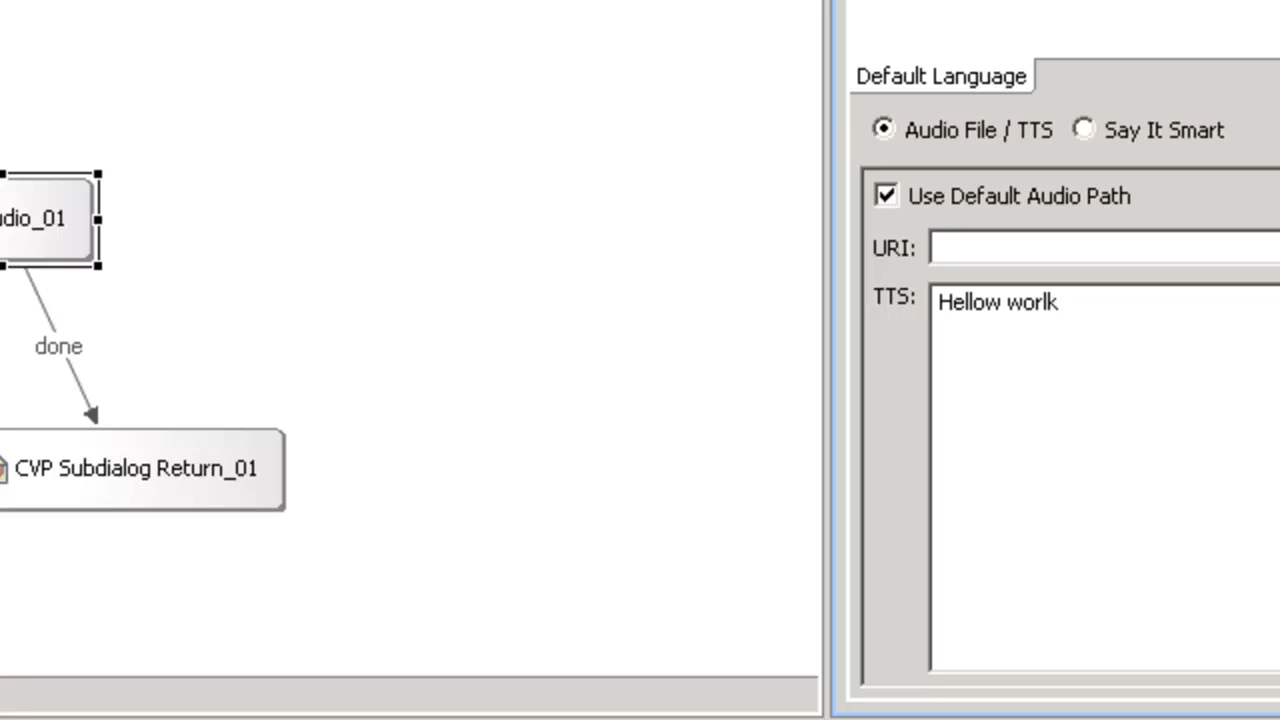 Default Language
Audio File / TTS Say It Smart
Use Default Audio Path
URI:
TTS: Hellow worlk
udio_01
done
CVP Subdialog Return_01